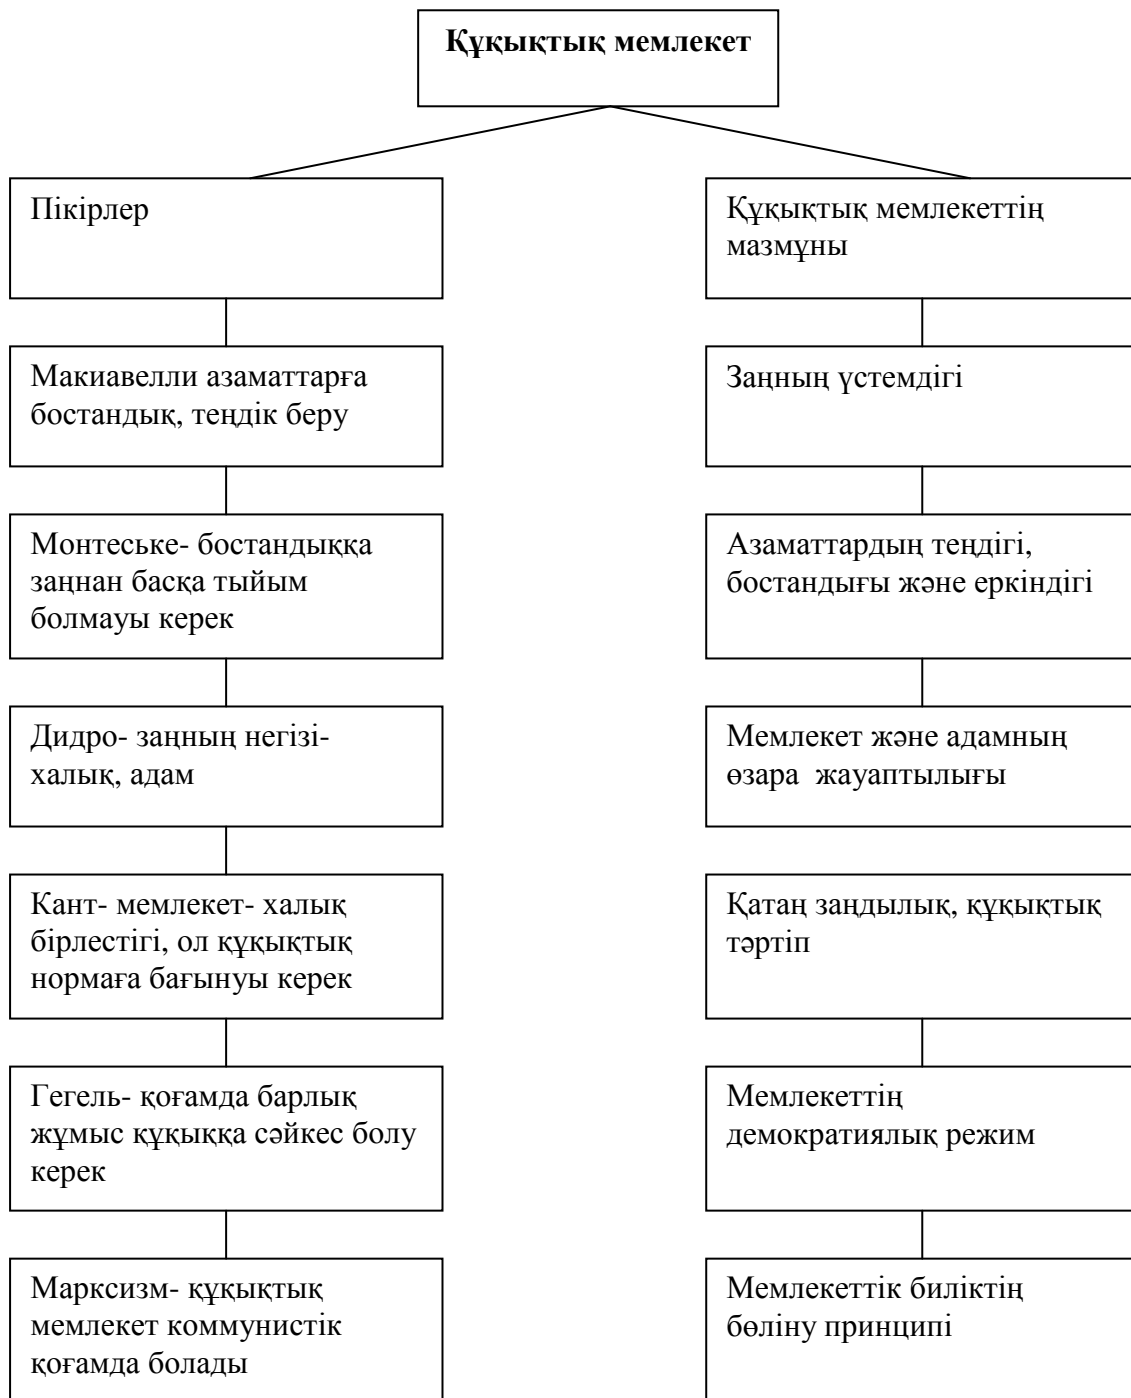 Құқықтық мемлекет
Пікірлер
Макиавелли азаматтарға
бостандық, теңдік беру
Монтеське- бостандыққа
заңнан басқа тыйым
болмауы керек
Дидро- заңның негізі-
халық, адам
Кант- мемлекет- халық
бірлестігі, ол құқықтық
нормаға бағынуы керек
Гегель- қоғамда барлық
жұмыс құқыққа сәйкес болу
керек
Марксизм- құқықтық
мемлекет коммунистік
қоғамда болады
Құқықтық мемлекеттің
мазмұны
Заңның үстемдігі
Азаматтардың теңдігі,
бостандығы және еркіндігі
Мемлекет және адамның
өзара жауаптылығы
Қатаң заңдылық, құқықтық
тәртіп
Мемлекеттің
демократиялық режим
Мемлекеттік биліктің
бөліну принципі